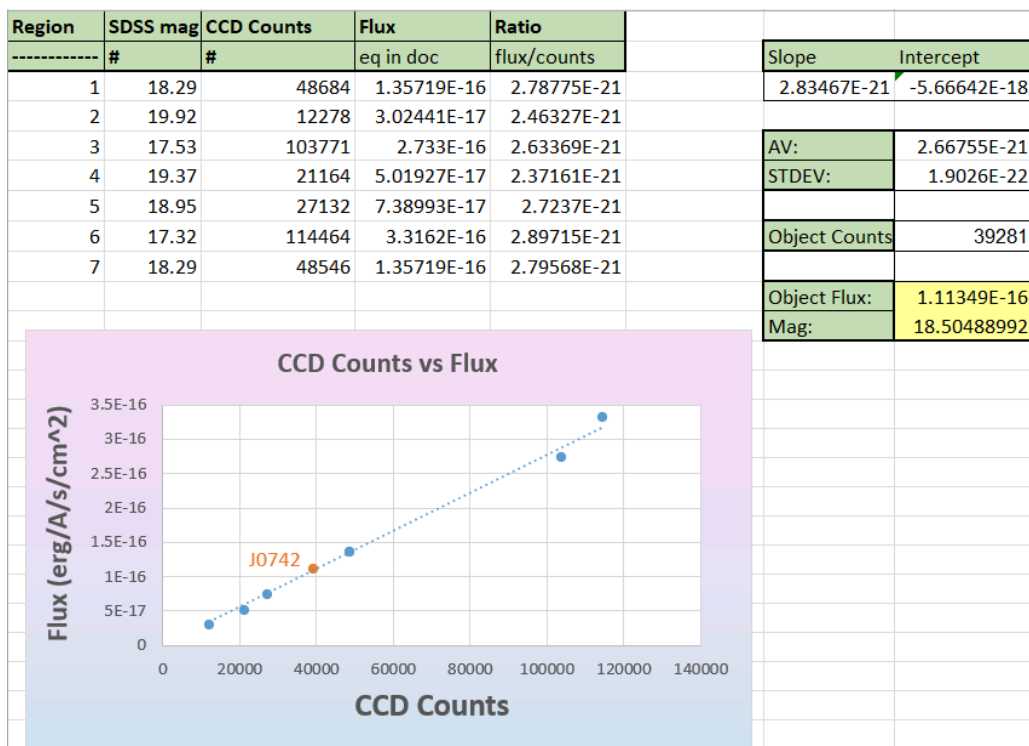 Region SDSS mag CCD Counts Flux Ratio
------------ # # eq in doc flux/counts Slope Intercept
1 18.29 48684 1.35719E-16 2.78775E-21 2.83467E-21 -5.66642E-18
2 19.92 12278 3.02441E-17 2.46327E-21
3 17.53 103771 2.733E-16 2.63369E-21 AV: 2.66755E-21
4 19.37 21164 5.01927E-17 2.37161E-21 STDEV: 1.9026E-22
5 18.95 27132 7.38993E-17 2.7237E-21
6 17.32 114464 3.3162E-16 2.89715E-21 Object Counts 39281
7 18.29 48546 1.35719E-16 2.79568E-21
Object Flux: 1.11349E-16
Mag: 18.50488992
CCD Counts vs Flux
Flux (erg/A/s/cm^2)
3.5E-16
3E-16
2.5E-16
2E-16
1.5E-16
1E-16
5E-17
0
J0742
0 20000 40000 60000 80000 100000 120000 140000
CCD Counts